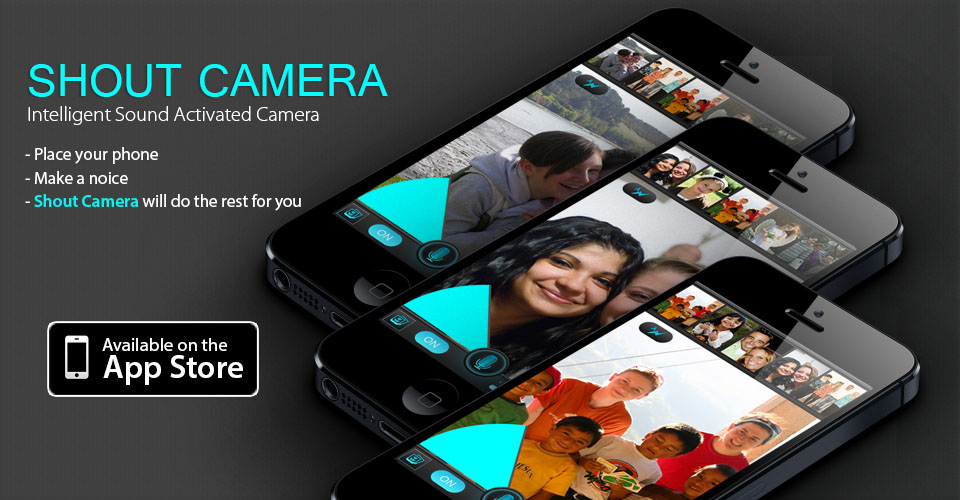 SHOUT CAMERA
Intelligent Sound Activated Camera
- Place your phone
- Make a noice
- Shout Camera will do the rest for you
Available on the
App Store
ON
ON
ON